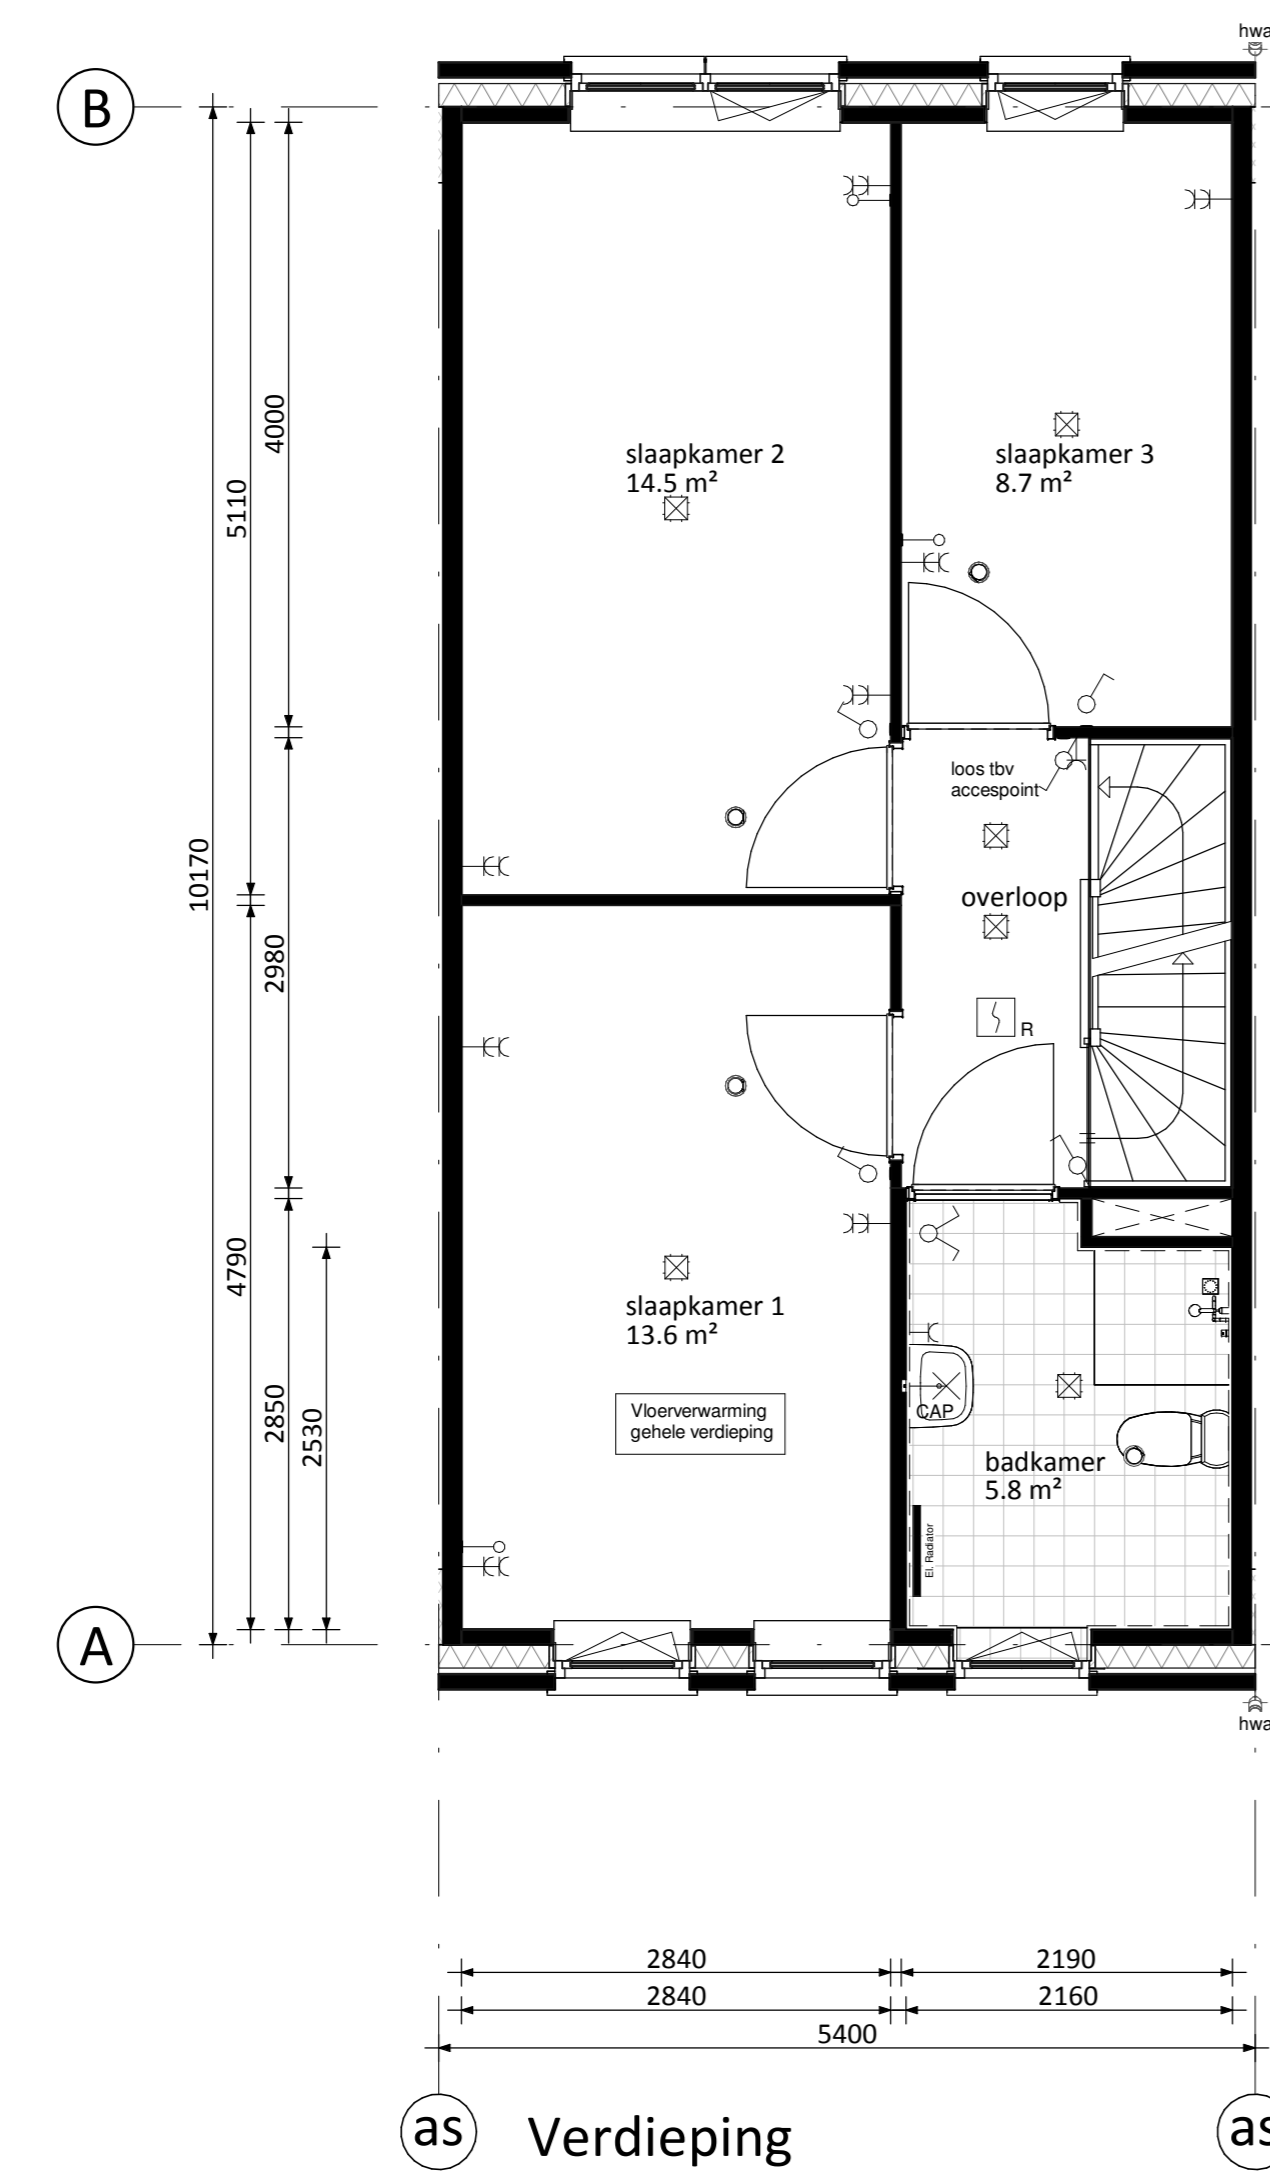 hwa
B
4000
5110
slaapkamer 2
14.5 m²
slaapkamer 3
8.7 m²
loos tbv
accespoint
10170
overloop
2980
R
4790
slaapkamer 1
13.6 m²
2850
2530
Vloerverwarming
gehele verdieping
CAP
badkamer
5.8 m²
El. Radiator
A
hwa
2840
2190
2840
2160
5400
as
Verdieping
as